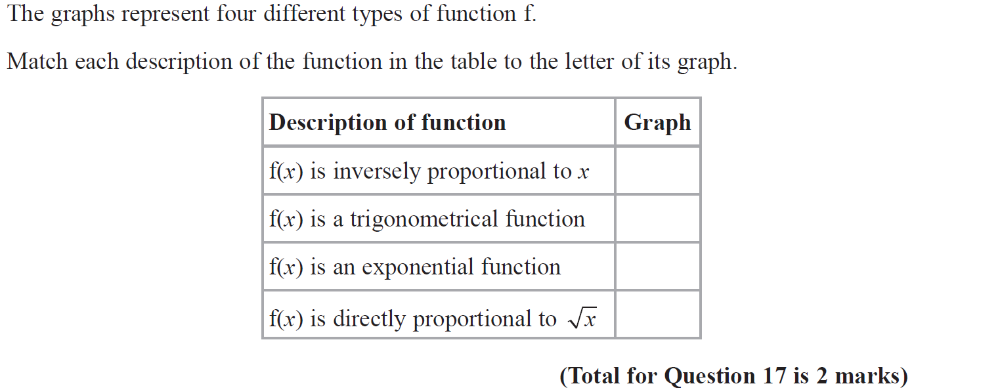 The graphs represent four different types of function f.
Match each description of the function in the table to the letter of its graph.
Description of function Graph
f(x) is inversely proportional to x
f(x) is a trigonometrical function
f(x) is an exponential function
f(x) is directly proportional to √x
(Total for Question 17 is 2 marks)